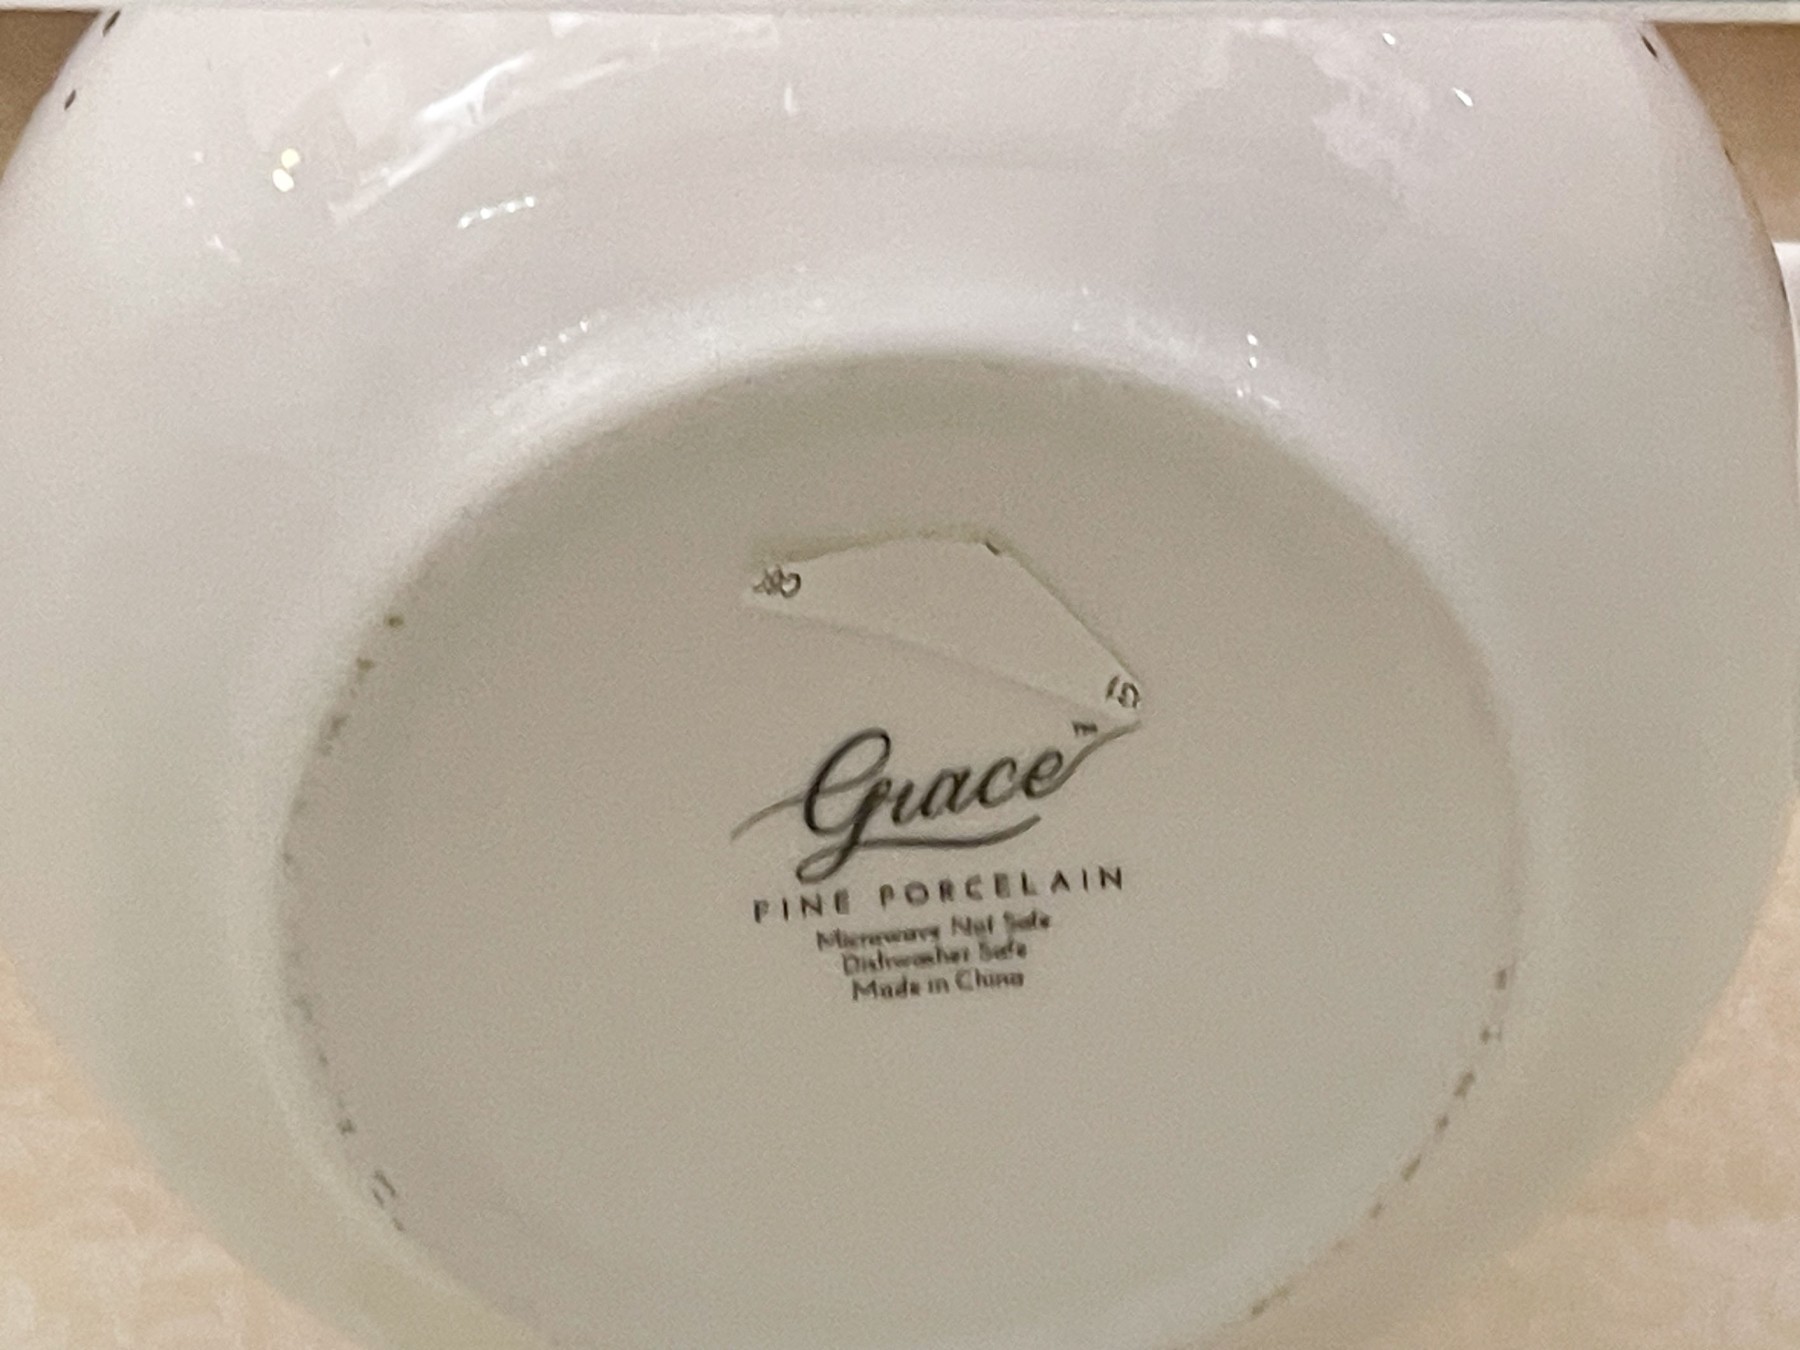 Grace™
FINE PORCELAIN
Microwave Not Safe
Dishwasher Safe
Made in China